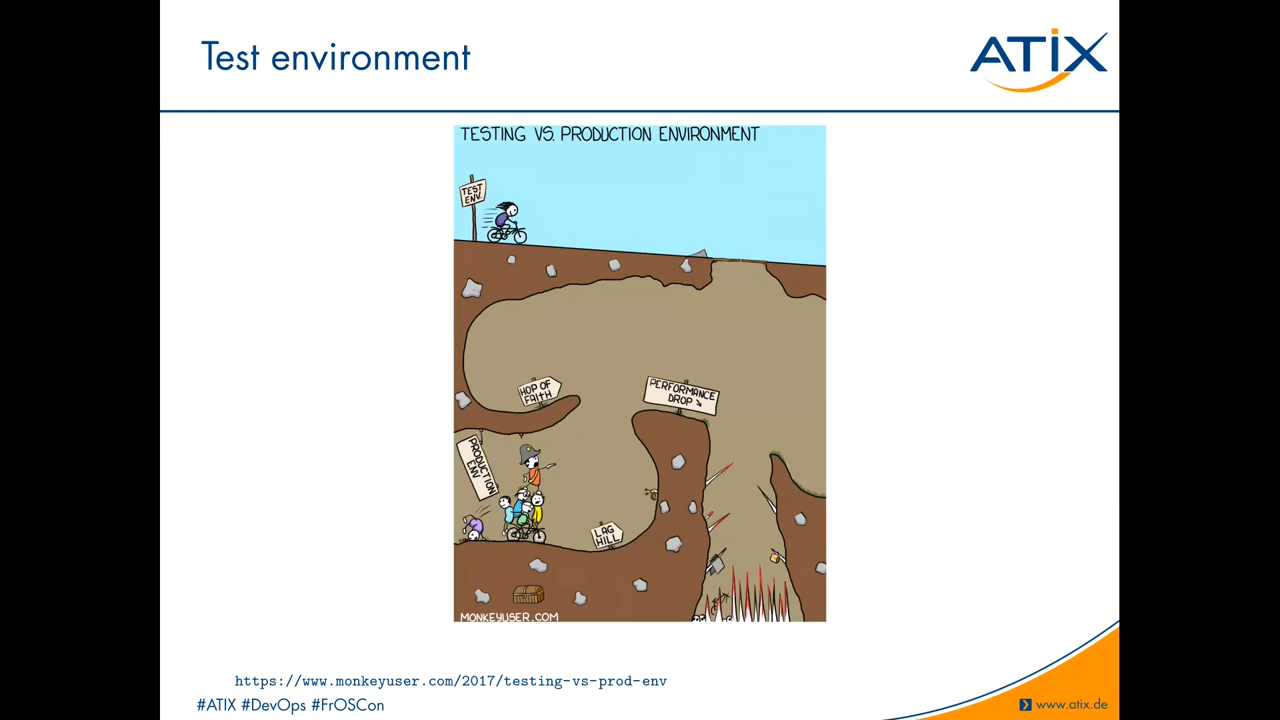 Test environment
ATIX
TESTING VS. PRODUCTION ENVIRONMENT
TEST
ENV.
HOP OF
FAITH
PERFORMANCE
DROP
PRODUCTION
ENV
LAG
HILL
MONKEYUSER.COM
https://www.monkeyuser.com/2017/testing-vs-prod-env
#ATIX #DevOps #FrOSCon
www.atix.de